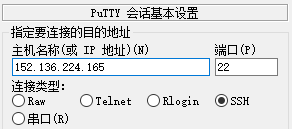 PuTTY 会话基本设置
指定要连接的目的地址
主机名称(或 IP 地址)(N) 端口(P)
152.136.224.165 22
连接类型:
Raw Telnet Rlogin SSH
串口(R)